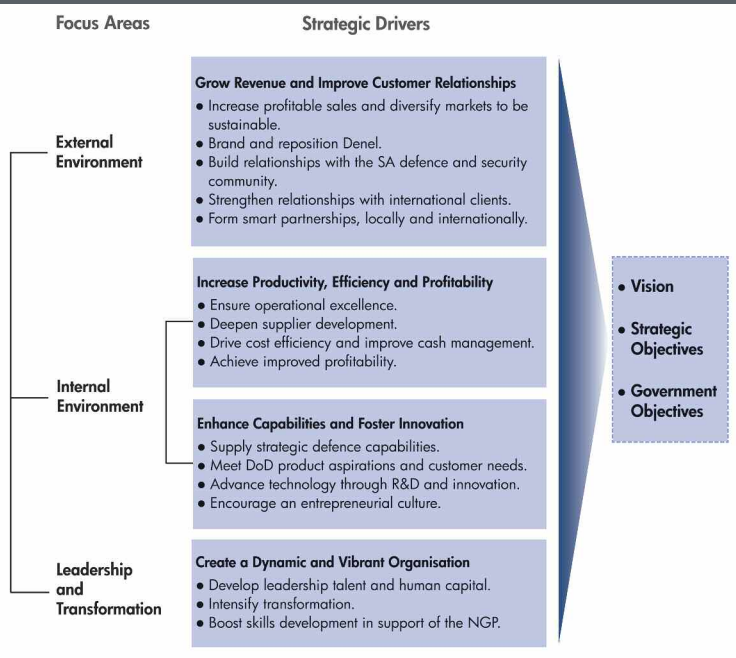 Focus Areas
Strategic Drivers
External
Environment
Grow Revenue and Improve Customer Relationships
● Increase profitable sales and diversify markets to be
sustainable.
● Brand and reposition Denel.
● Build relationships with the SA defence and security
community.
● Strengthen relationships with international clients.
● Form smart partnerships, locally and internationally.
Internal
Environment
Increase Productivity, Efficiency and Profitability
● Ensure operational excellence.
● Deepen supplier development.
● Drive cost efficiency and improve cash management.
● Achieve improved profitability.
Enhance Capabilities and Foster Innovation
● Supply strategic defence capabilities.
● Meet DoD product aspirations and customer needs.
● Advance technology through R&D and innovation.
● Encourage an entrepreneurial culture.
Leadership
and
Transformation
Create a Dynamic and Vibrant Organisation
● Develop leadership talent and human capital.
● Intensify transformation.
● Boost skills development in support of the NGP.
● Vision
● Strategic
Objectives
● Government
Objectives